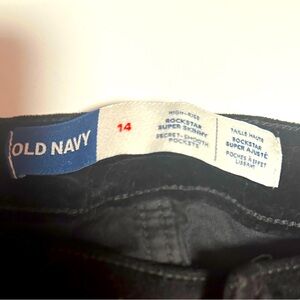 OLD NAVY
14
HIGH-RISE
ROCKSTAR
SUPER SKINNY
SECRET-SMOOTH
POCKETS
TAILLE HAUTE
ROCKSTAR
SUPER AJUSTÉ
POCHES À EFFET
LISSANT